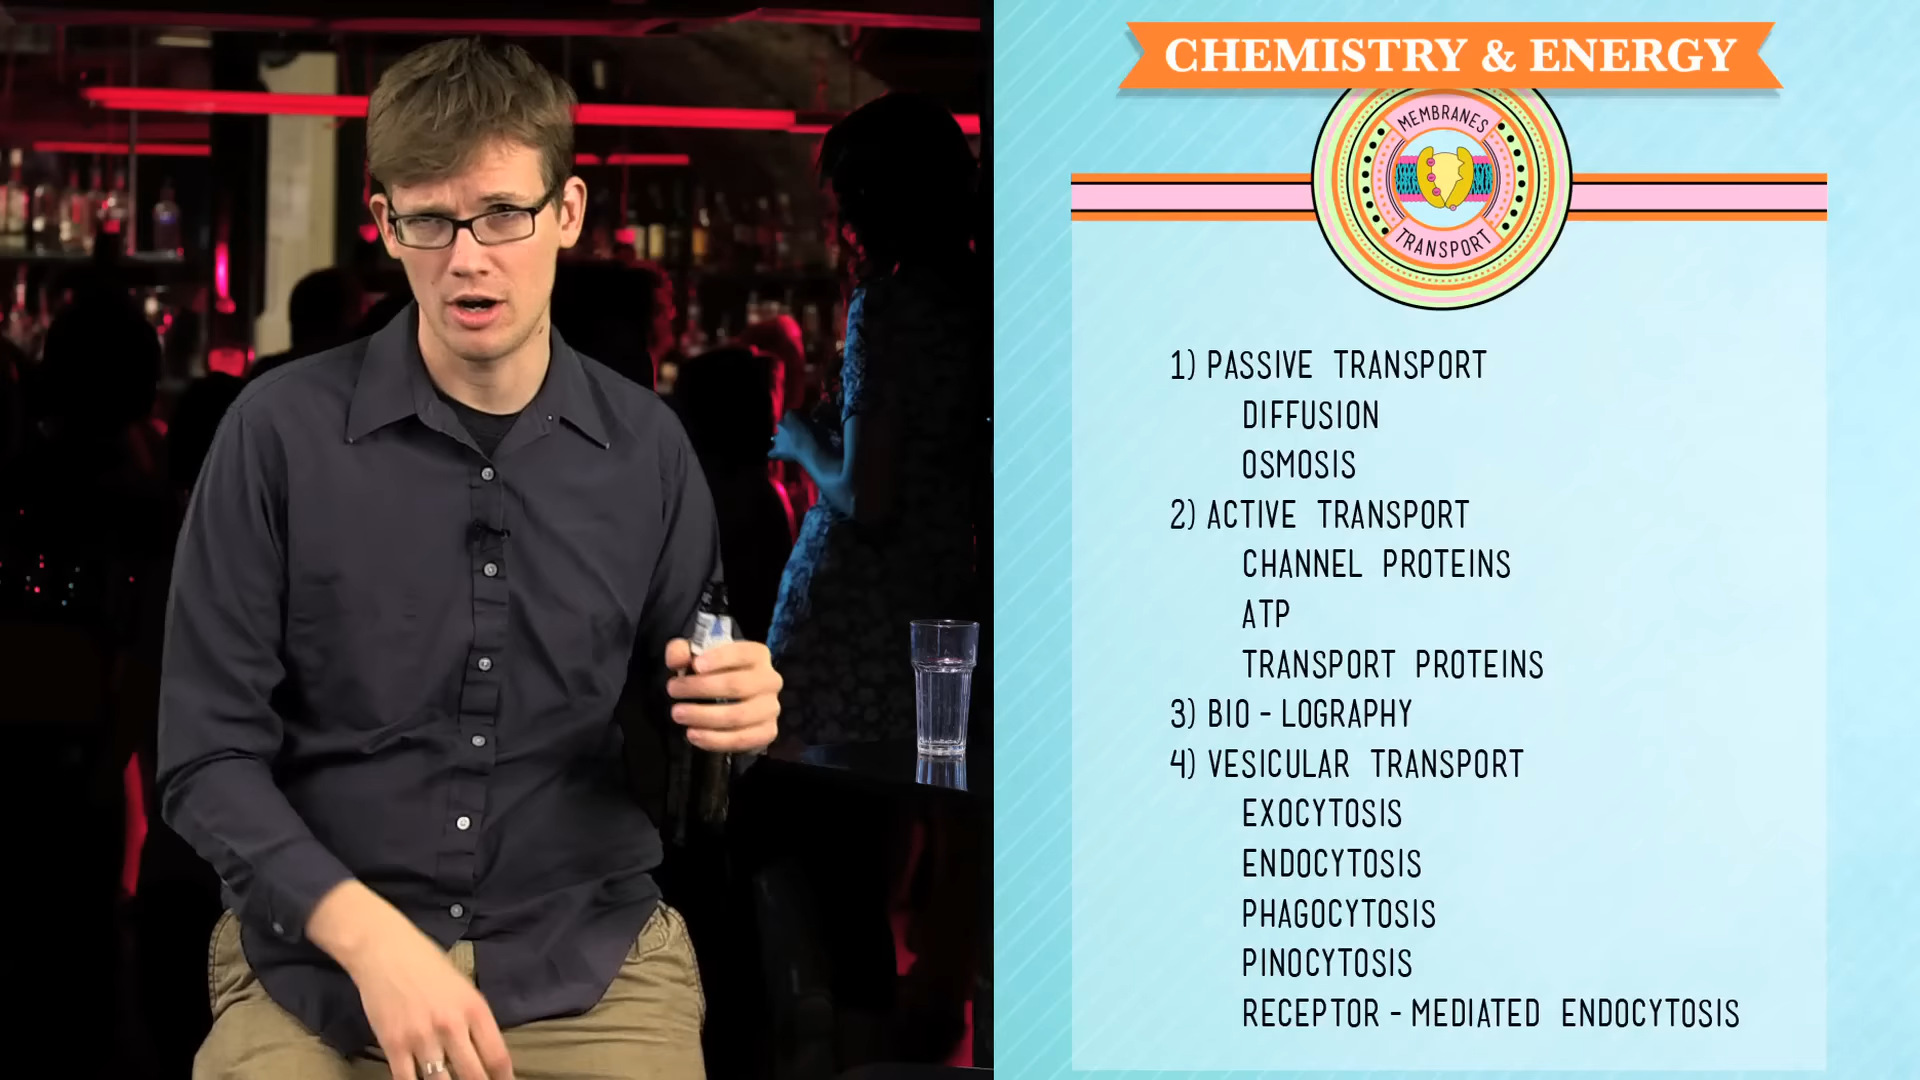 CHEMISTRY & ENERGY
MEMBRANES
TRANSPORT
1) PASSIVE TRANSPORT
DIFFUSION
OSMOSIS
2) ACTIVE TRANSPORT
CHANNEL PROTEINS
ATP
TRANSPORT PROTEINS
3) BIO - LOGRAPHY
4) VESICULAR TRANSPORT
EXOCYTOSIS
ENDOCYTOSIS
PHAGOCYTOSIS
PINOCYTOSIS
RECEPTOR - MEDIATED ENDOCYTOSIS